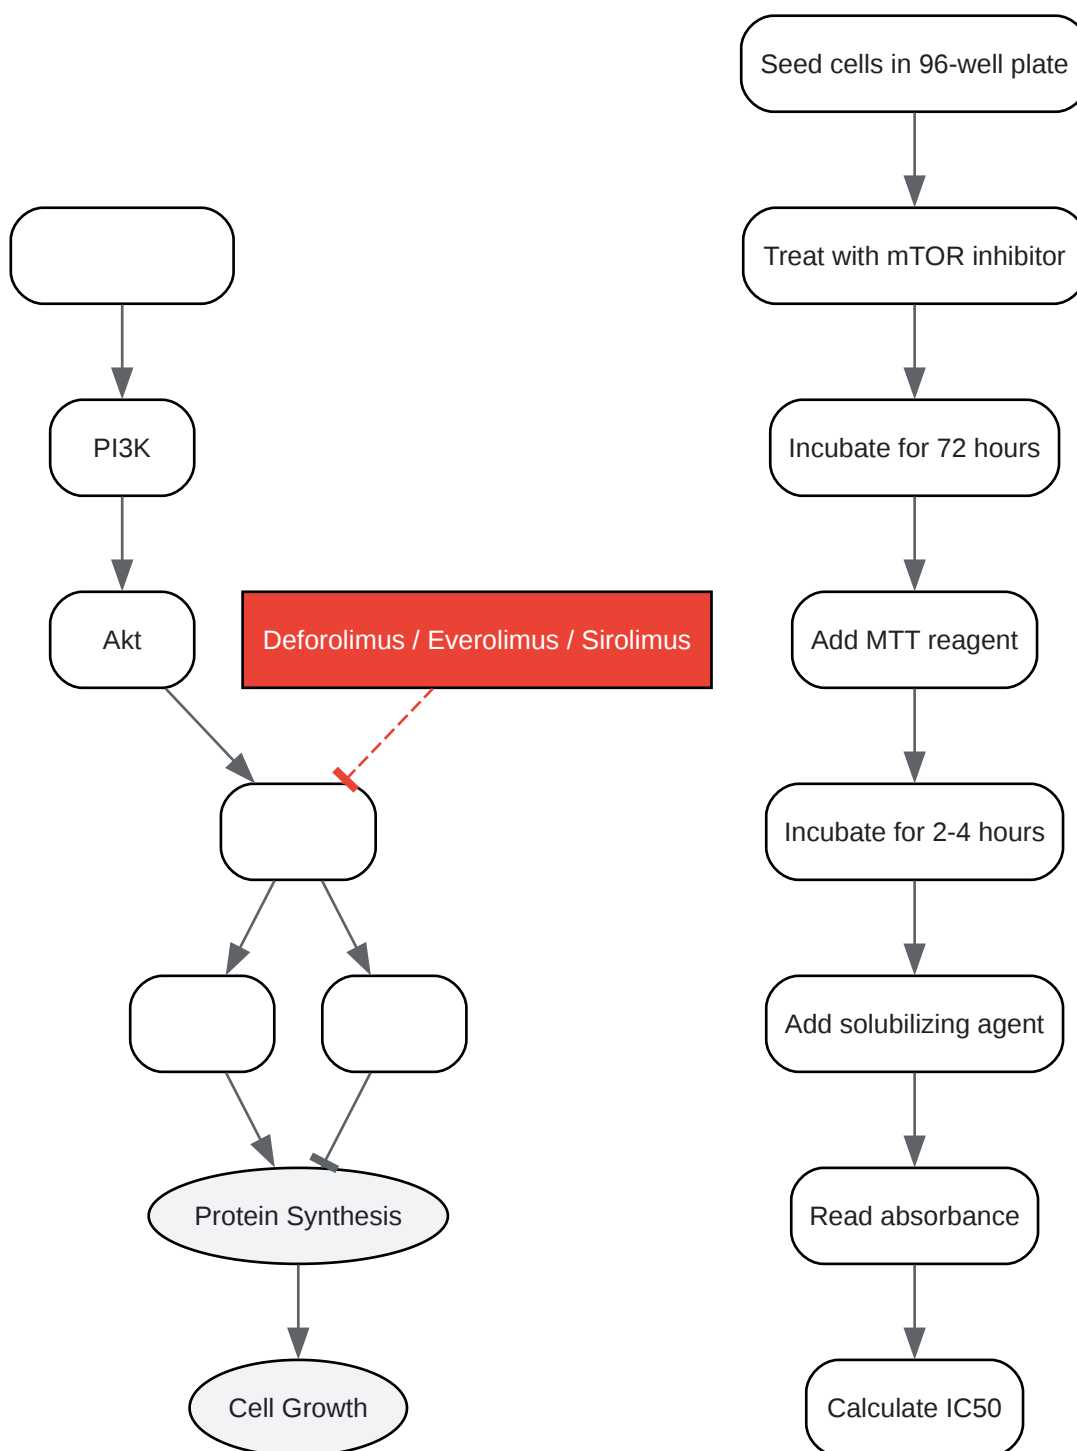 Seed cells in 96-well plate
Treat with mTOR inhibitor
PI3K
Incubate for 72 hours
Akt
Deforolimus / Everolimus / Sirolimus
Add MTT reagent
Incubate for 2-4 hours
Add solubilizing agent
Protein Synthesis
Read absorbance
Cell Growth
Calculate IC50